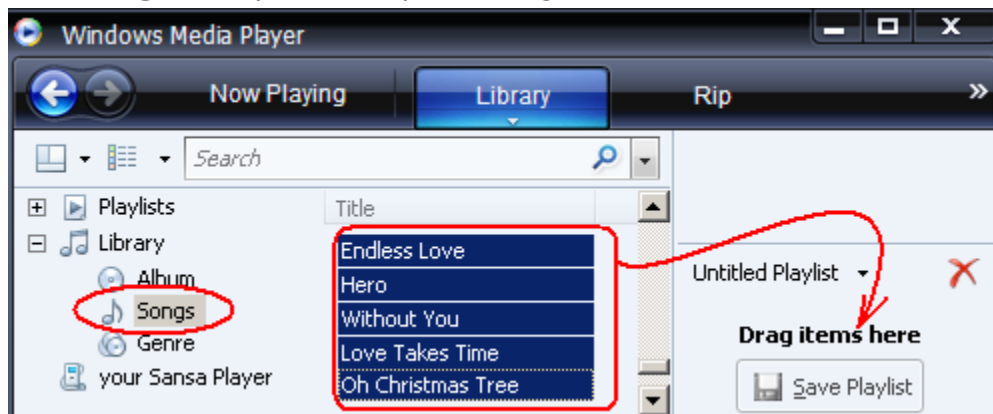 Windows Media Player
Now Playing Library Rip »
Search
Playlists
Library
Album
Songs
Genre
your Sansa Player
Title
Endless Love
Hero
Without You
Love Takes Time
Oh Christmas Tree
Untitled Playlist
Drag items here
Save Playlist